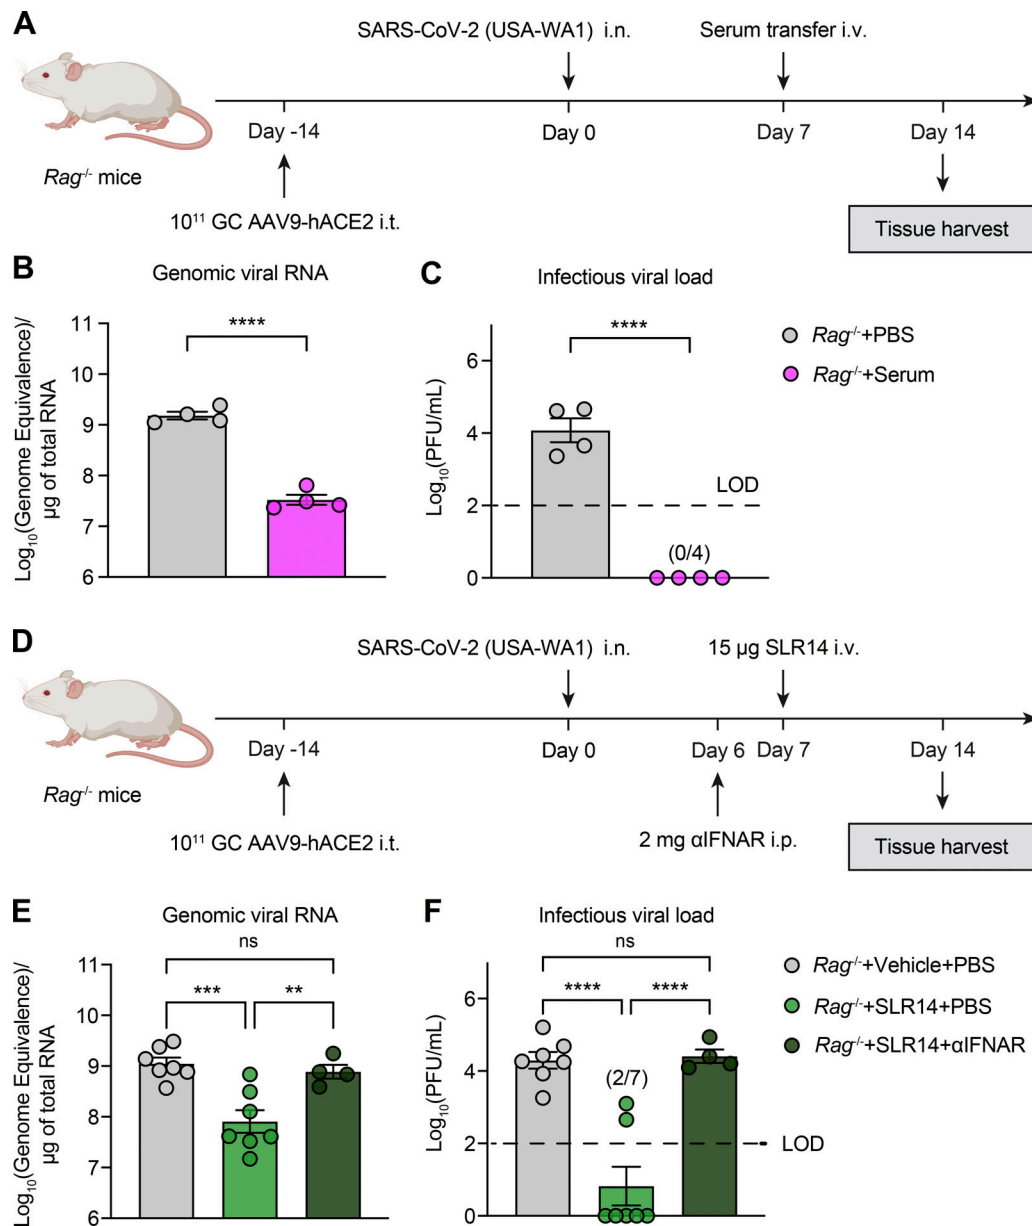 A
SARS-CoV-2 (USA-WA1) i.n.
Serum transfer i.v.
Day -14
Day 0
Day 7
Day 14
Rag-/- mice
10¹¹ GC AAV9-hACE2 i.t.
Tissue harvest
B
Genomic viral RNA
Log₁₀(Genome Equivalence)/
µg of total RNA
11
10
9
8
7
6
****
C
Infectious viral load
Log₁₀(PFU/mL)
6
4
2
0
****
LOD
(0/4)
Rag-/-+PBS
Rag-/-+Serum
D
SARS-CoV-2 (USA-WA1) i.n.
15 µg SLR14 i.v.
Day -14
Day 0
Day 6
Day 7
Day 14
Rag-/- mice
10¹¹ GC AAV9-hACE2 i.t.
2 mg αIFNAR i.p.
Tissue harvest
E
Genomic viral RNA
Log₁₀(Genome Equivalence)/
µg of total RNA
11
10
9
8
7
6
ns
***
**
F
Infectious viral load
Log₁₀(PFU/mL)
6
4
2
0
ns
****
****
(2/7)
LOD
Rag-/-+Vehicle+PBS
Rag-/-+SLR14+PBS
Rag-/-+SLR14+αIFNAR